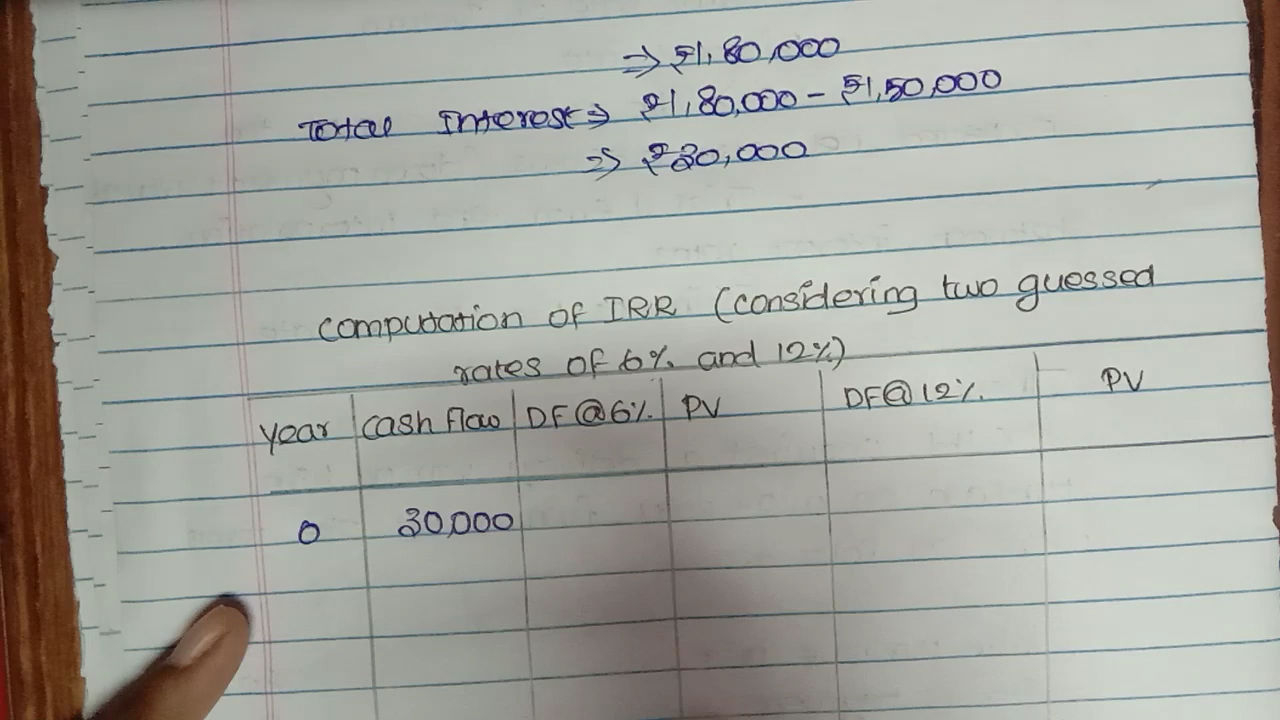 ⇒ ₹1,80,000
Total Interest ⇒ ₹1,80,000 - ₹1,50,000
⇒ ₹30,000
computation of IRR (considering two guessed
rates of 6% and 12%)
year cash flow DF@6% PV DF@12% PV
0 30,000